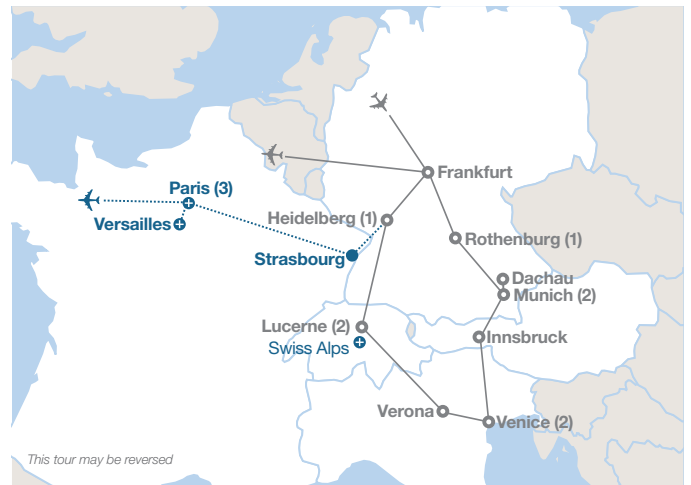 Frankfurt
Paris (3)
Heidelberg (1)
Versailles
Rothenburg (1)
Strasbourg
Dachau
Munich (2)
Lucerne (2)
Innsbruck
Swiss Alps
Verona
Venice (2)
This tour may be reversed